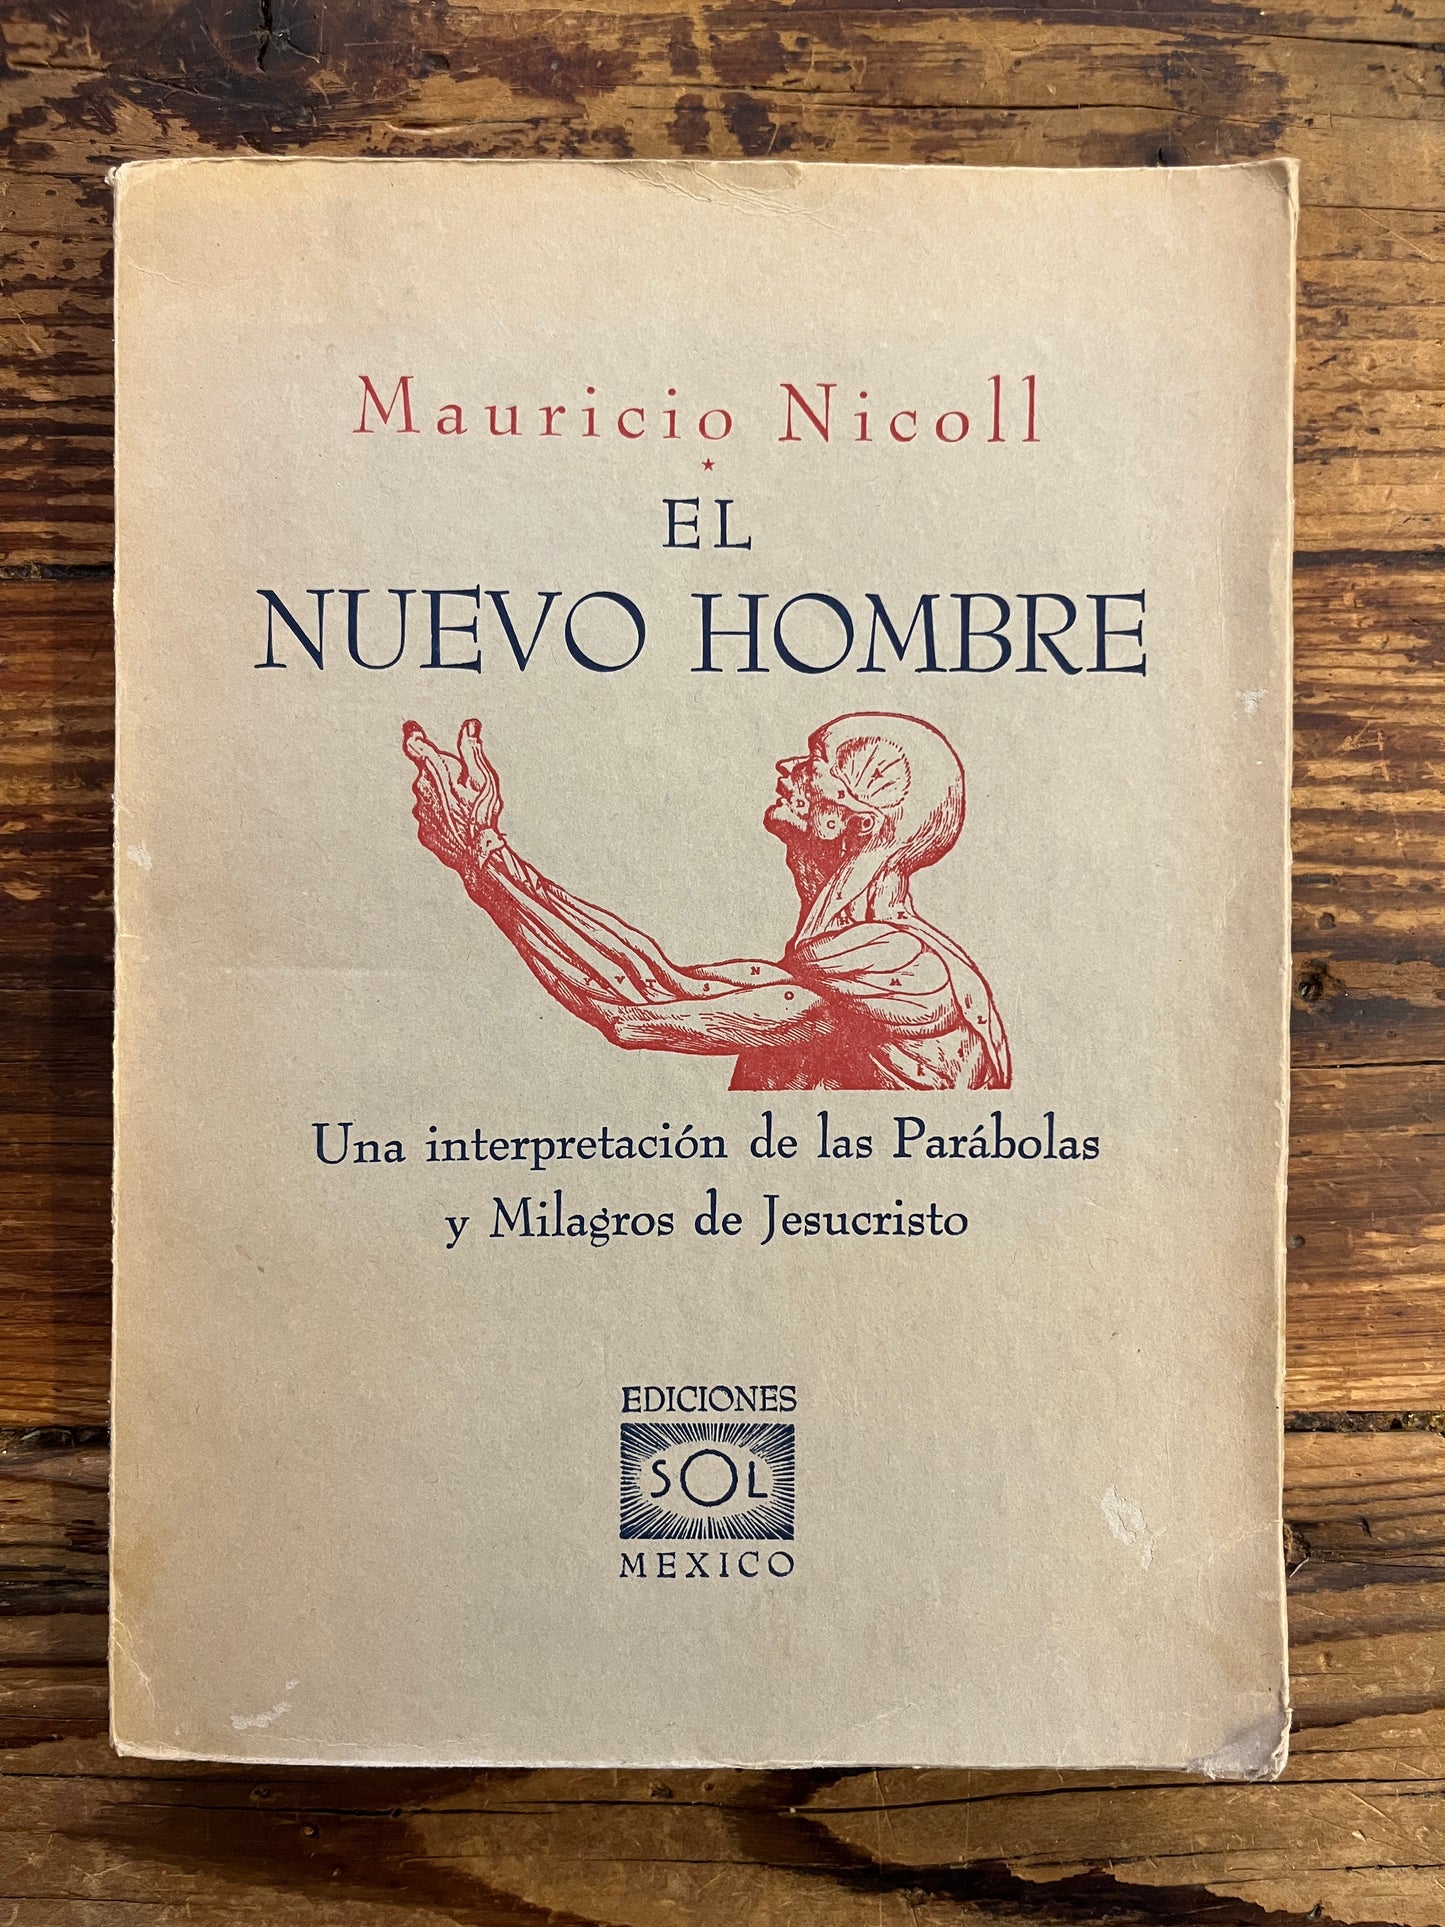 Mauricio Nicoll
EL
NUEVO HOMBRE
Una interpretación de las Parábolas
y Milagros de Jesucristo
EDICIONES
SOL
MEXICO